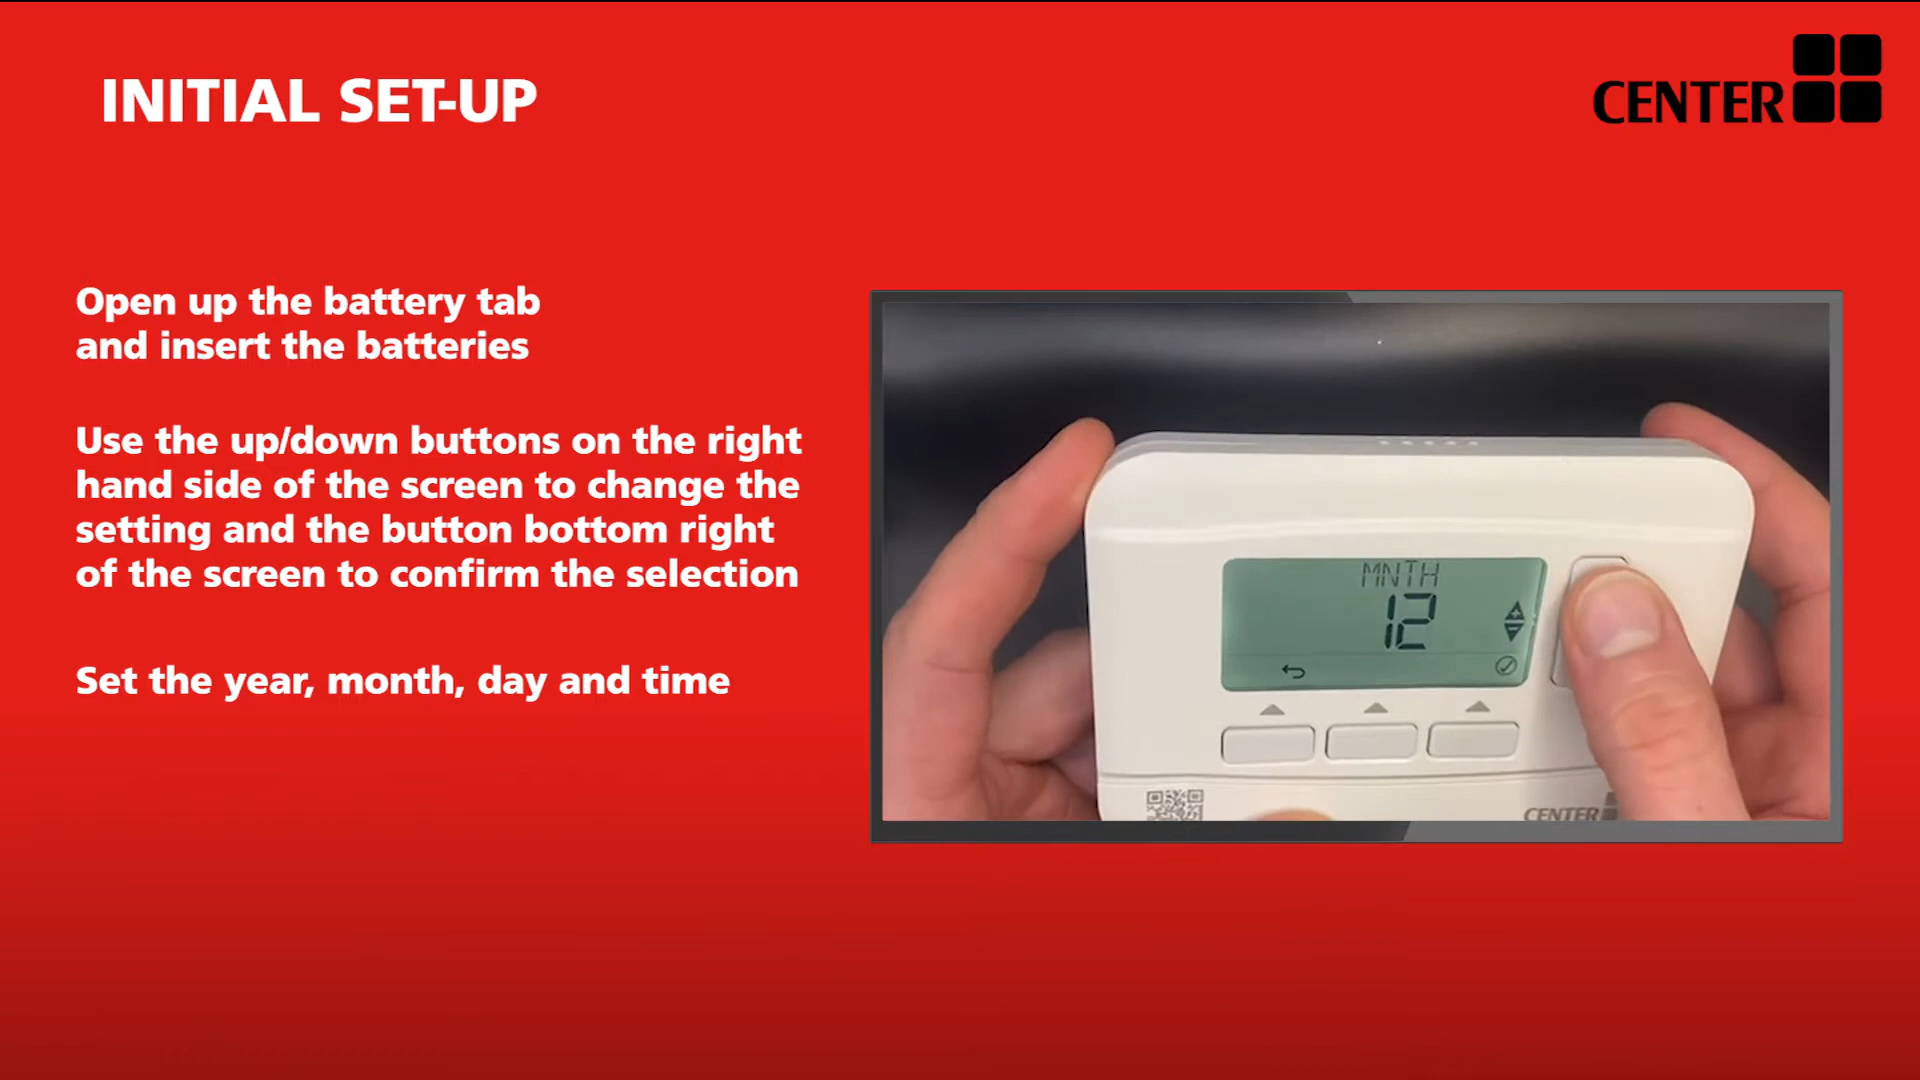 INITIAL SET-UP
CENTER
Open up the battery tab
and insert the batteries
Use the up/down buttons on the right
hand side of the screen to change the
setting and the button bottom right
of the screen to confirm the selection
Set the year, month, day and time
MNTH
12
CENTER